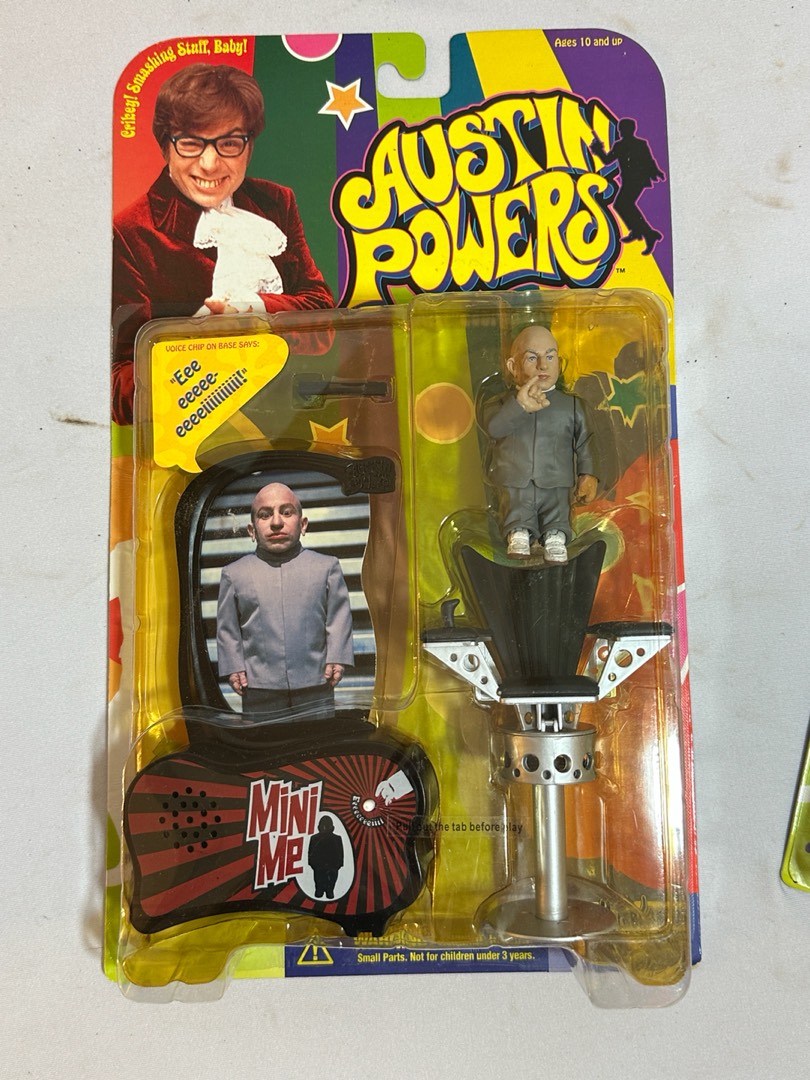 Crikey! Smashing Stuff, Baby!
Ages 10 and up
AUSTIN
POWERS
™
VOICE CHIP ON BASE SAYS:
"Eee
eeeee-
eeeeiiiiiiiiii!"
MiNi
Me
Pull out the tab before play
Small Parts. Not for children under 3 years.